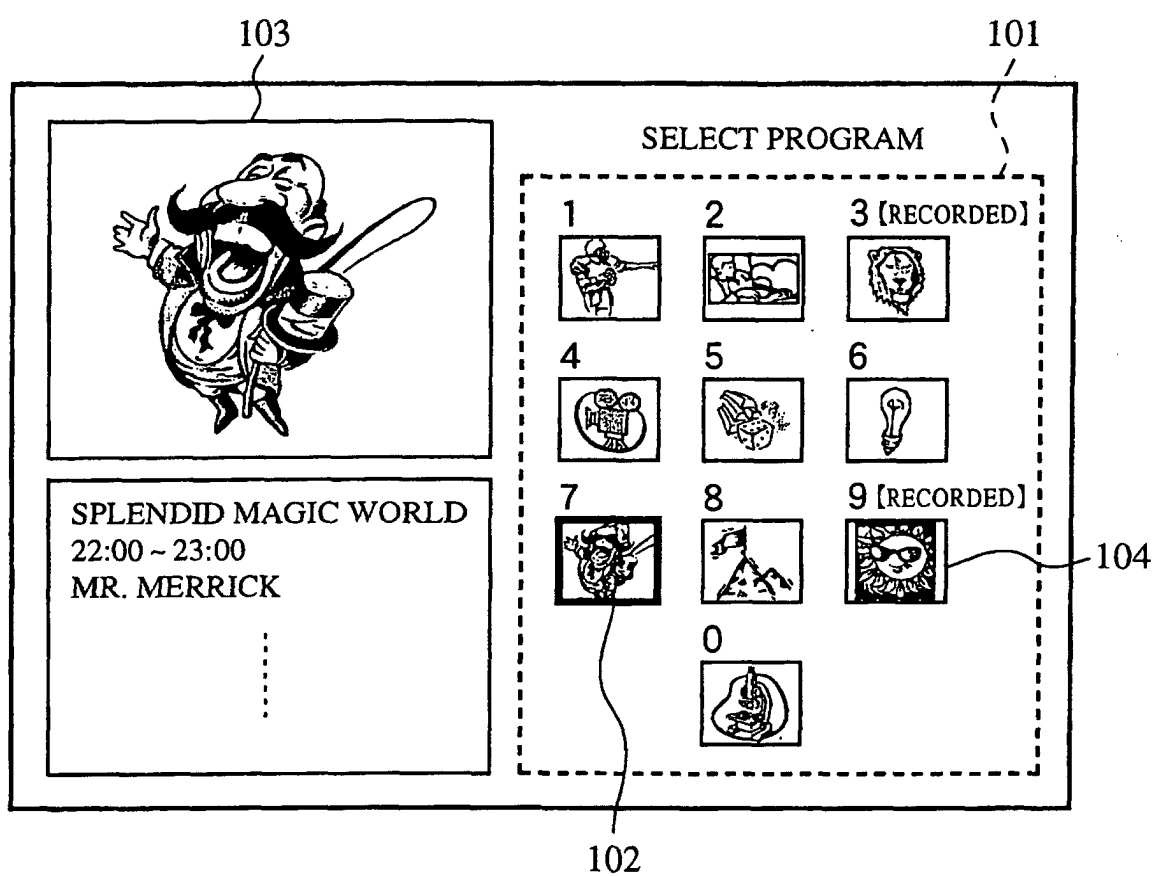 103
101
SELECT PROGRAM
1 2 3【RECORDED】
4 5 6
SPLENDID MAGIC WORLD
22:00 ~ 23:00
MR. MERRICK
7 8 9【RECORDED】
104
0
102